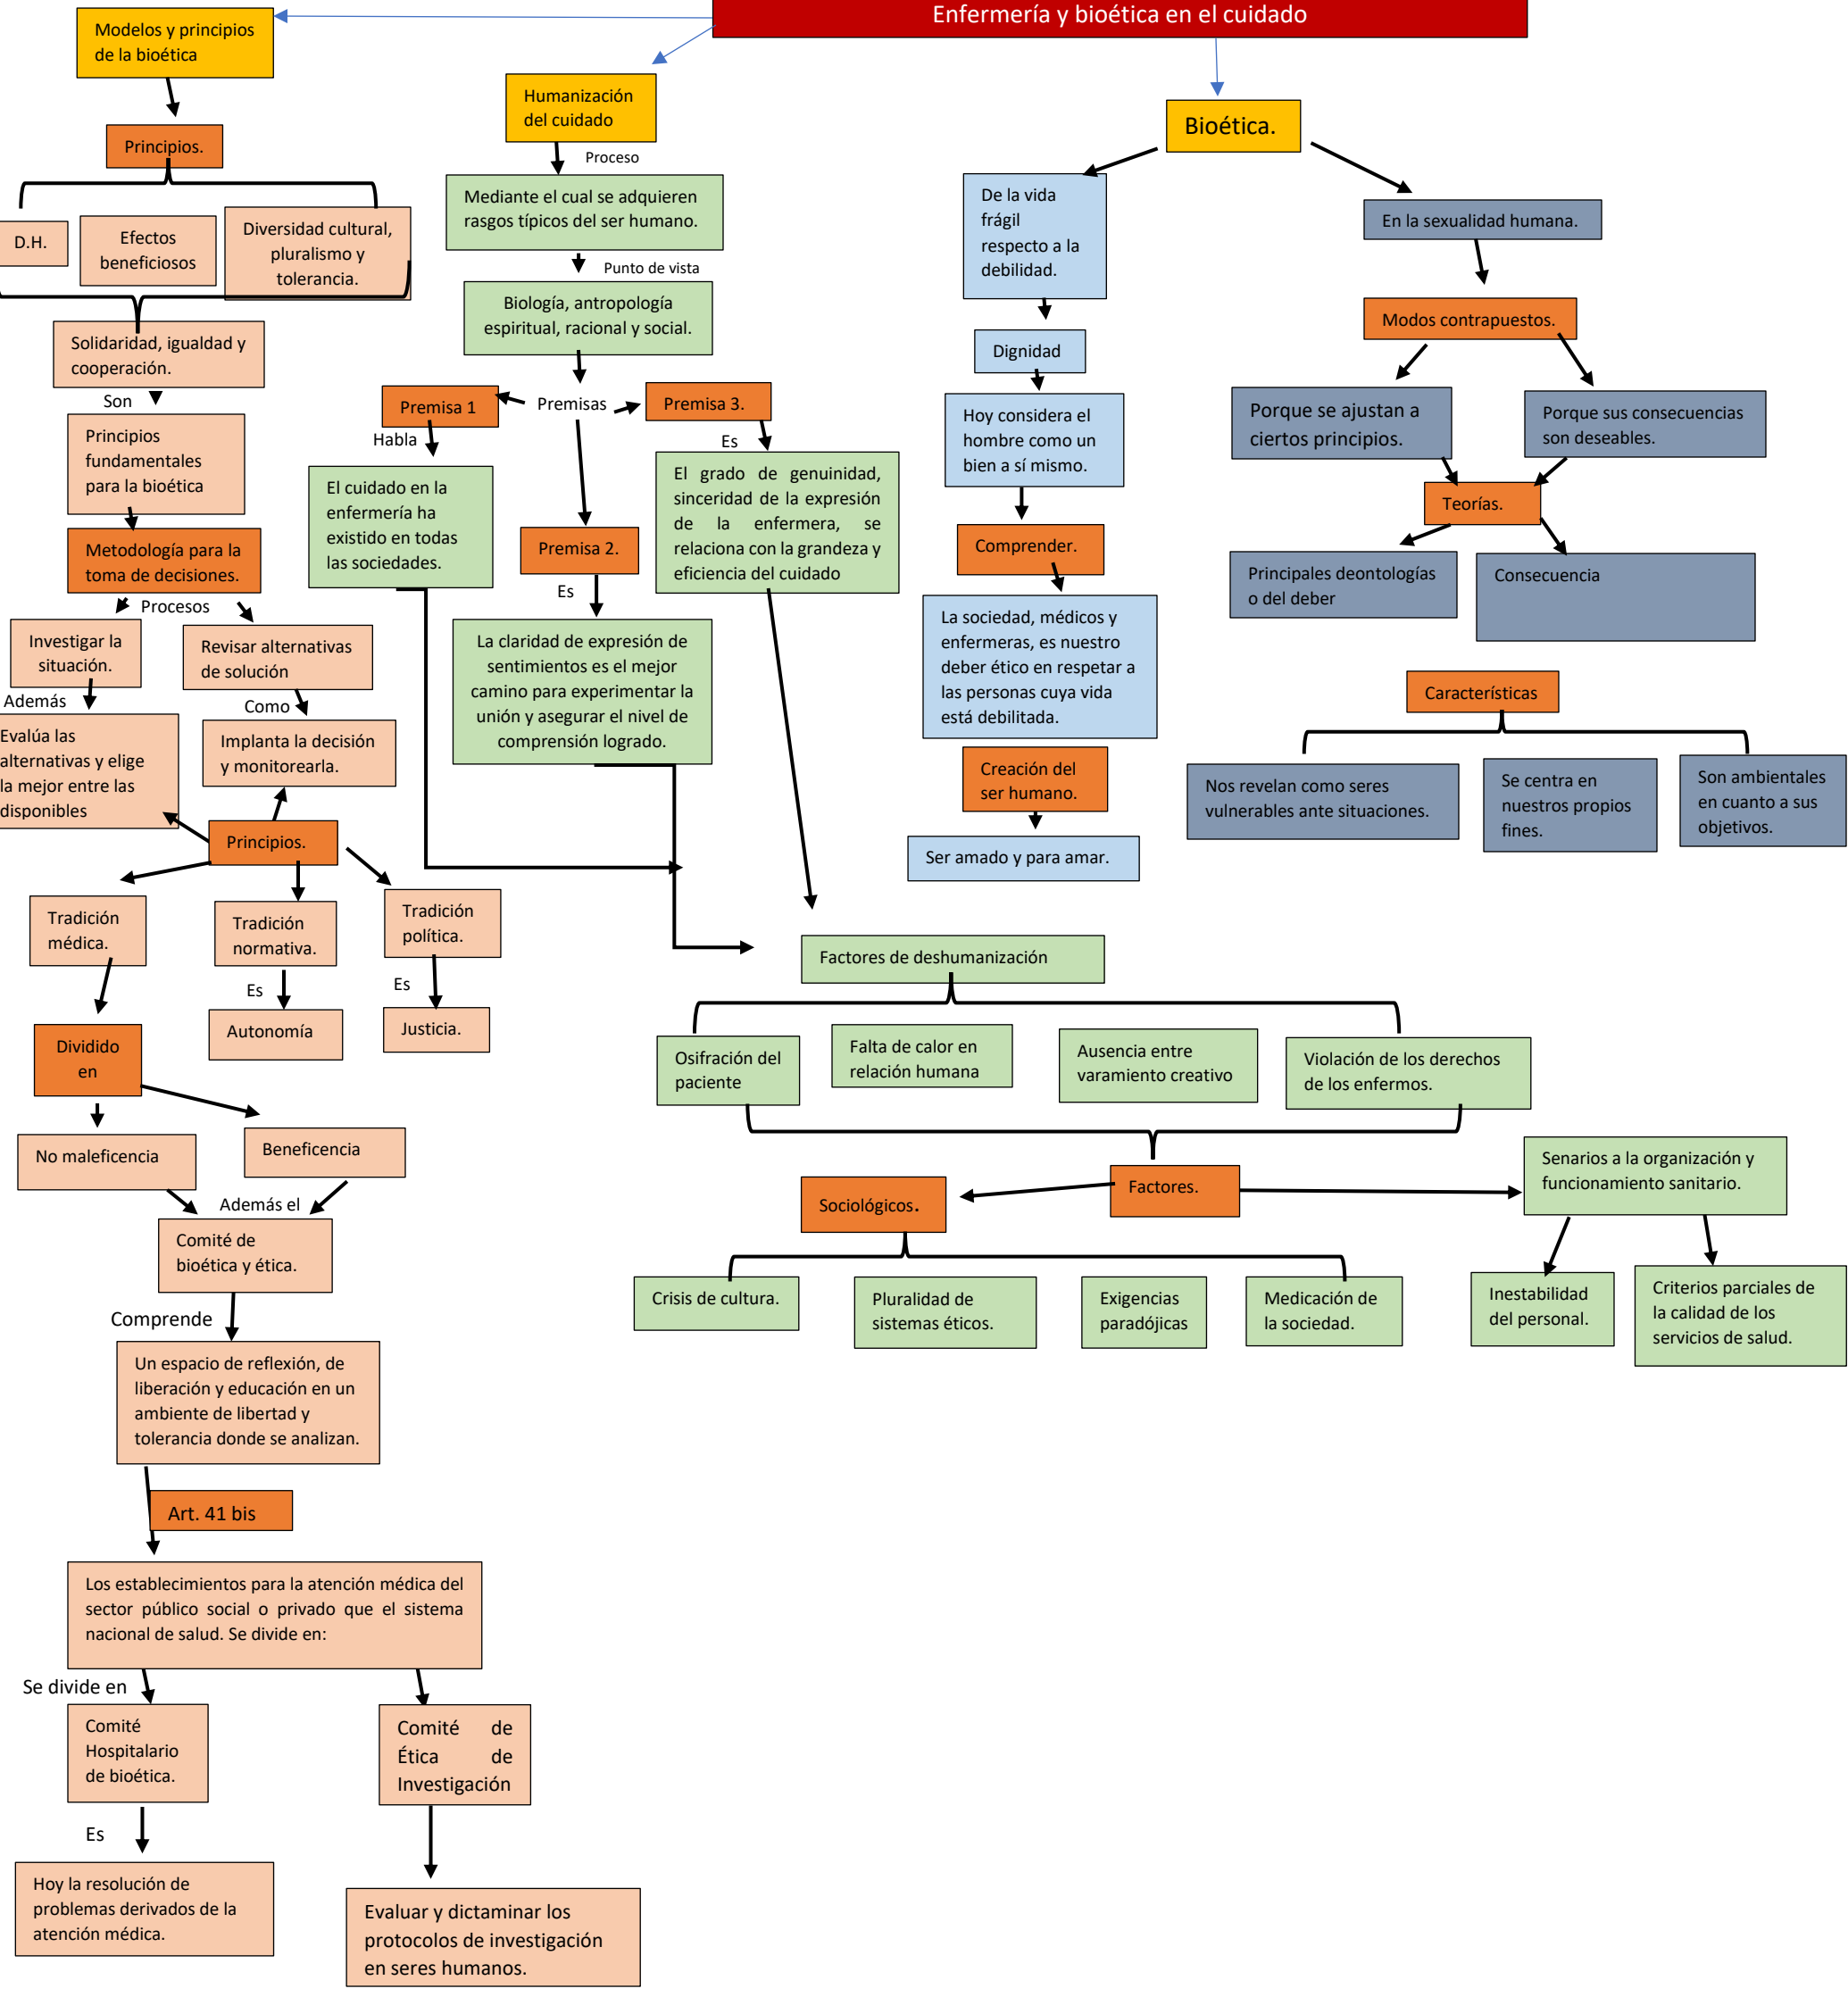 Enfermería y bioética en el cuidado
Modelos y principios
de la bioética
Principios.
D.H.
Efectos
beneficiosos
Diversidad cultural,
pluralismo y
tolerancia.
Solidaridad, igualdad y
cooperación.
Son
Principios
fundamentales
para la bioética
Metodología para la
toma de decisiones.
Procesos
Investigar la
situación.
Revisar alternativas
de solución
Además
Como
Evalúa las
alternativas y elige
la mejor entre las
disponibles
Implanta la decisión
y monitorearla.
Principios.
Tradición
médica.
Tradición
normativa.
Tradición
política.
Es
Es
Autonomía
Justicia.
Dividido
en
No maleficencia
Beneficencia
Además el
Comité de
bioética y ética.
Comprende
Un espacio de reflexión, de
liberación y educación en un
ambiente de libertad y
tolerancia donde se analizan.
Art. 41 bis
Los establecimientos para la atención médica del
sector público social o privado que el sistema
nacional de salud. Se divide en:
Se divide en
Comité
Hospitalario
de bioética.
Comité de
Ética de
Investigación
Es
Hoy la resolución de
problemas derivados de la
atención médica.
Evaluar y dictaminar los
protocolos de investigación
en seres humanos.
Humanización
del cuidado
Proceso
Mediante el cual se adquieren
rasgos típicos del ser humano.
Punto de vista
Biología, antropología
espiritual, racional y social.
Premisa 1
Premisas
Premisa 3.
Habla
Es
El cuidado en la
enfermería ha
existido en todas
las sociedades.
El grado de genuinidad,
sinceridad de la expresión
de la enfermera, se
relaciona con la grandeza y
eficiencia del cuidado
Premisa 2.
Es
La claridad de expresión de
sentimientos es el mejor
camino para experimentar la
unión y asegurar el nivel de
comprensión logrado.
Factores de deshumanización
Osifración del
paciente
Falta de calor en
relación humana
Ausencia entre
varamiento creativo
Violación de los derechos
de los enfermos.
Factores.
Sociológicos.
Senarios a la organización y
funcionamiento sanitario.
Crisis de cultura.
Pluralidad de
sistemas éticos.
Exigencias
paradójicas
Medicación de
la sociedad.
Inestabilidad
del personal.
Criterios parciales de
la calidad de los
servicios de salud.
Bioética.
De la vida
frágil
respecto a la
debilidad.
Dignidad
Hoy considera el
hombre como un
bien a sí mismo.
Comprender.
La sociedad, médicos y
enfermeras, es nuestro
deber ético en respetar a
las personas cuya vida
está debilitada.
Creación del
ser humano.
Ser amado y para amar.
En la sexualidad humana.
Modos contrapuestos.
Porque se ajustan a
ciertos principios.
Porque sus consecuencias
son deseables.
Teorías.
Principales deontologías
o del deber
Consecuencia
Características
Nos revelan como seres
vulnerables ante situaciones.
Se centra en
nuestros propios
fines.
Son ambientales
en cuanto a sus
objetivos.